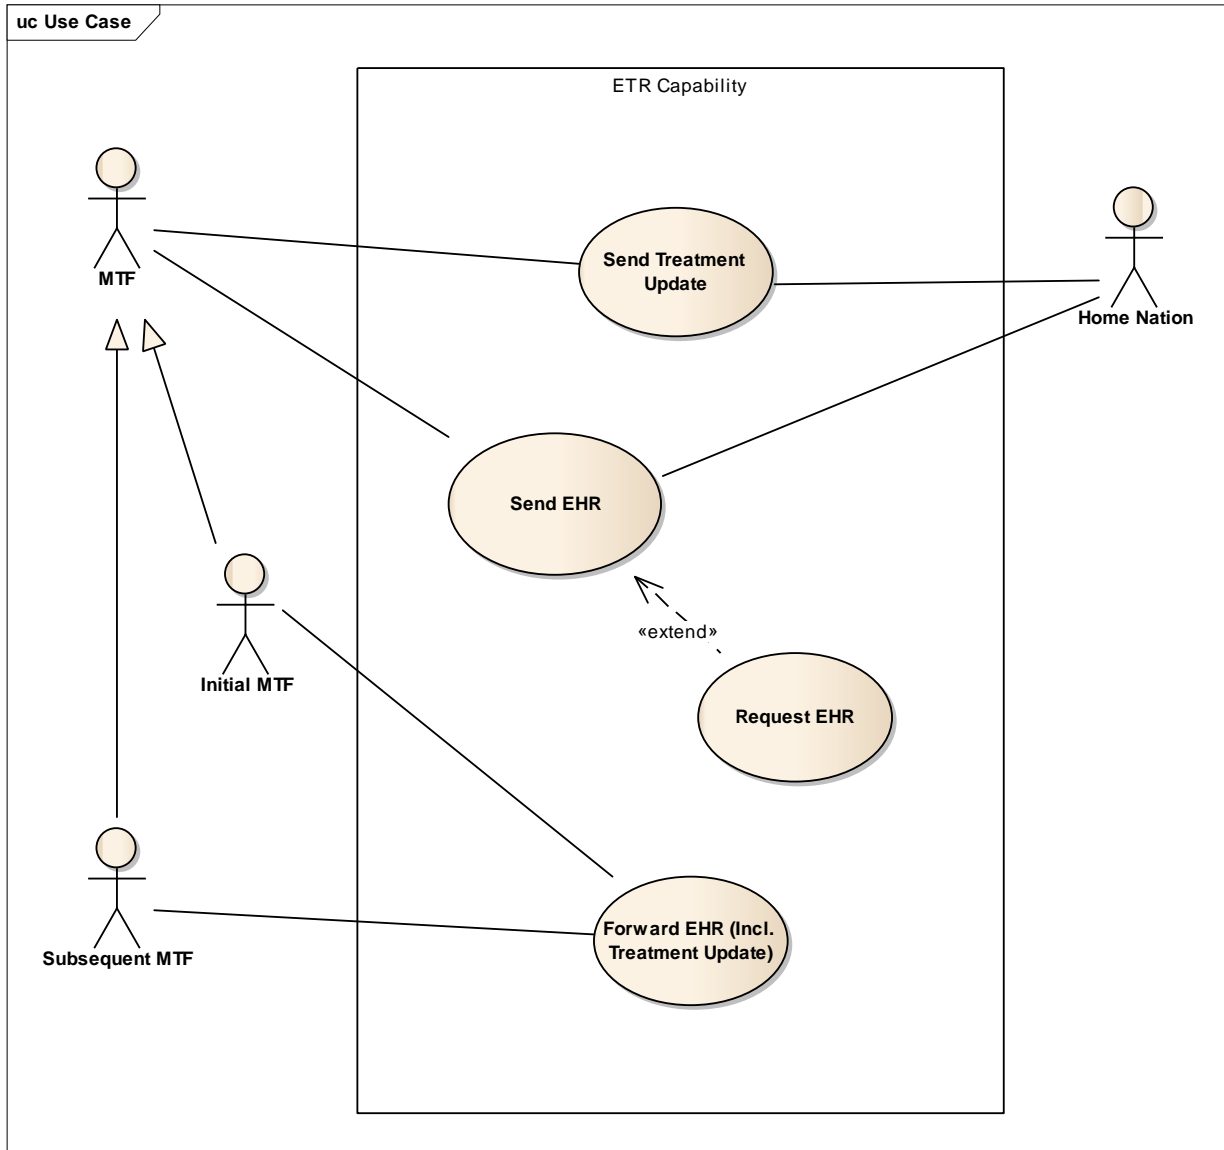 uc Use Case
ETR Capability
MTF
Send Treatment
Update
Home Nation
Send EHR
«extend»
Initial MTF
Request EHR
Forward EHR (Incl.
Treatment Update)
Subsequent MTF